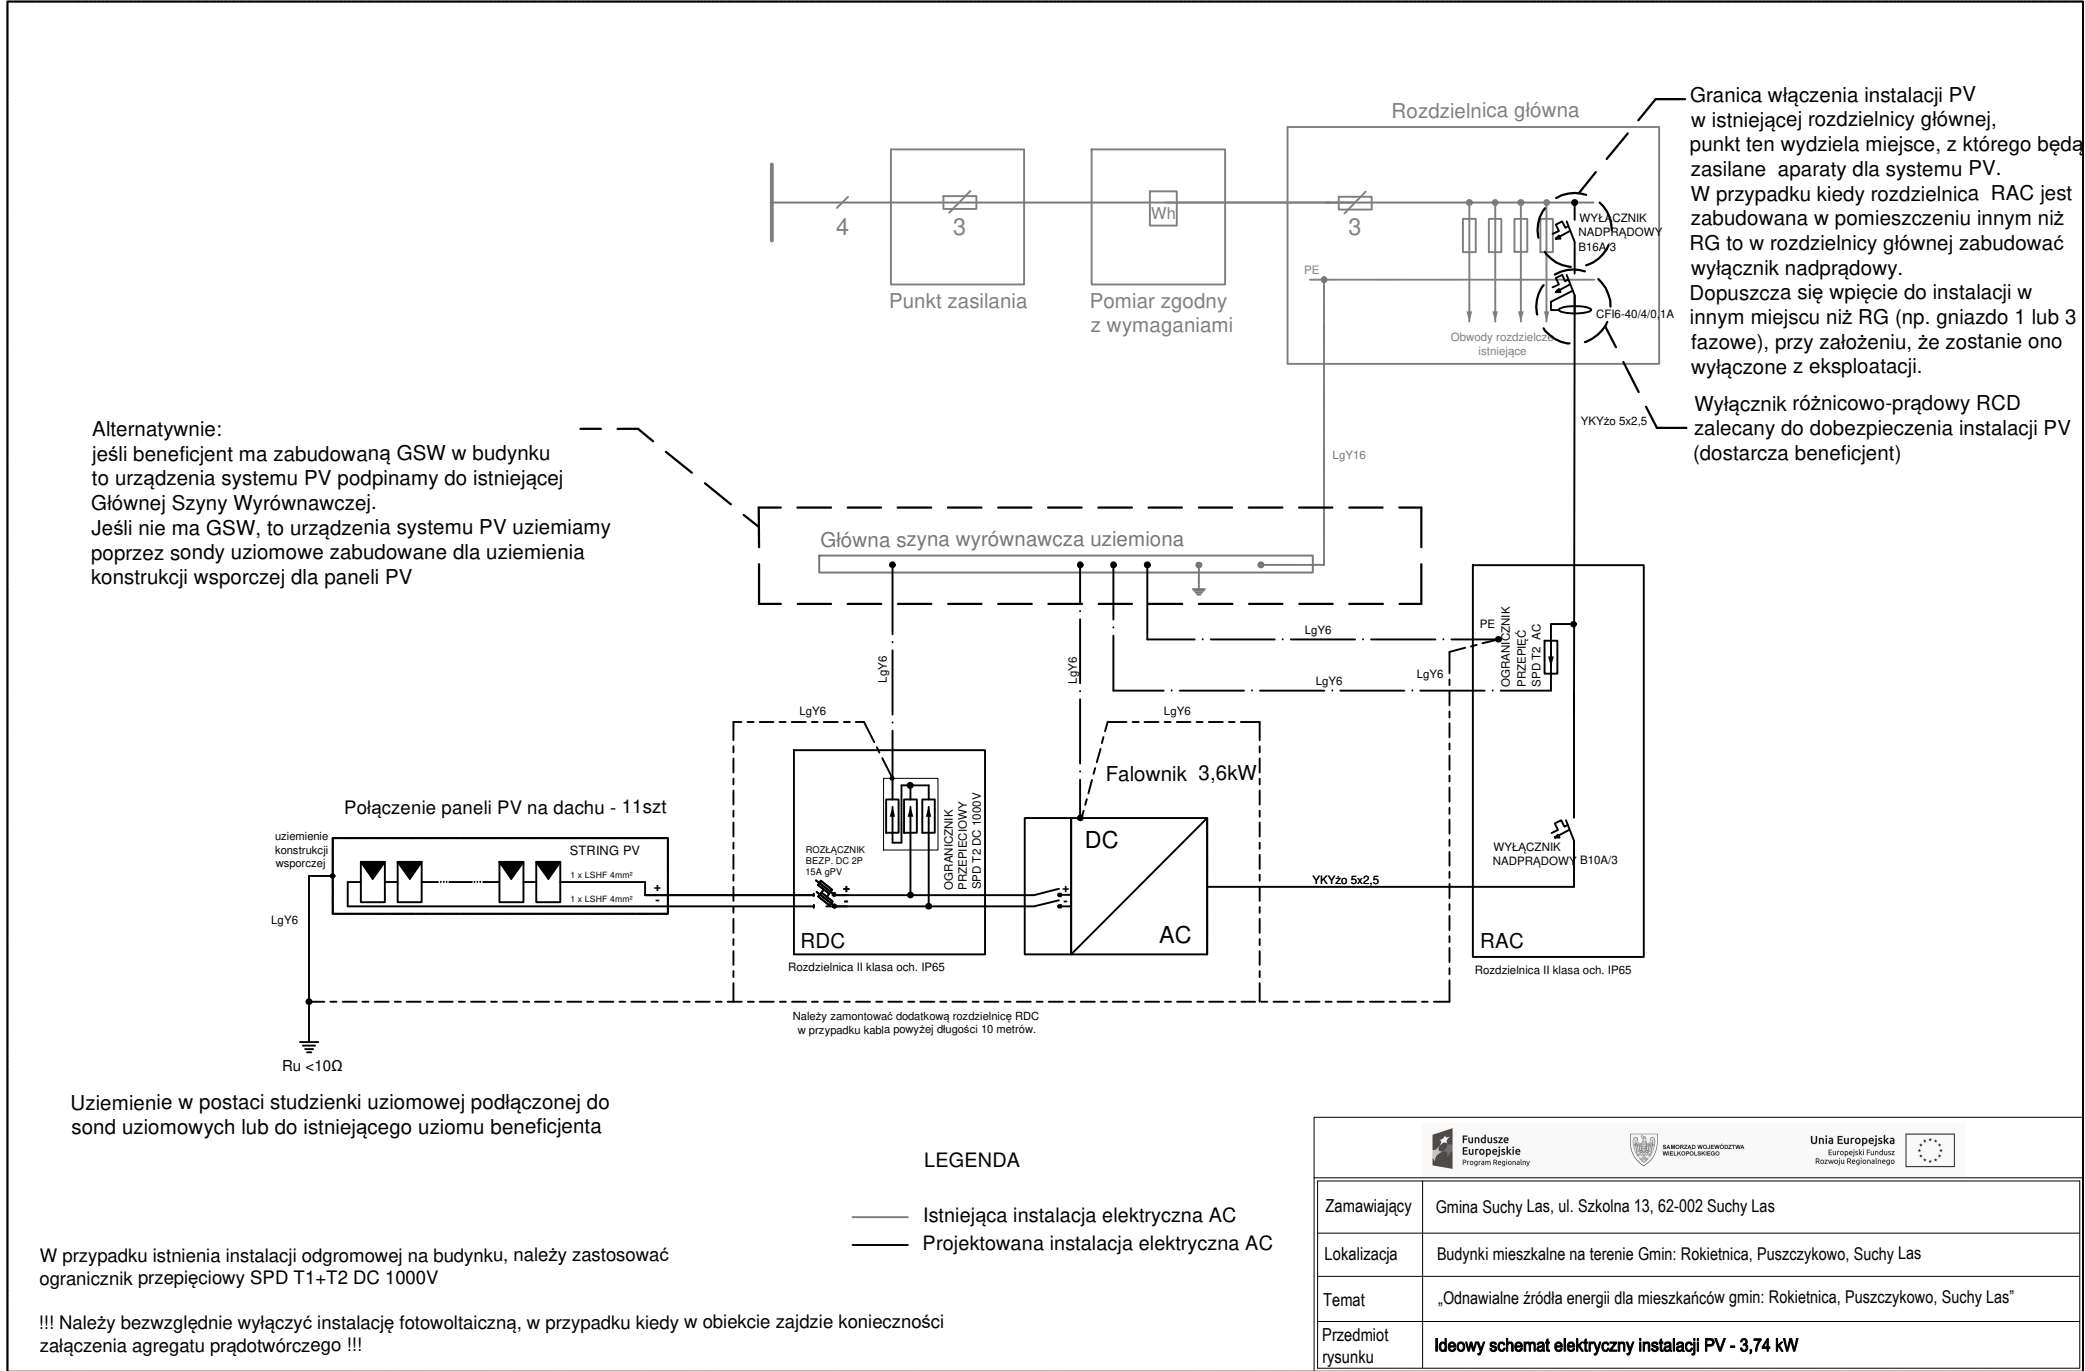 Rozdzielnica główna
4
3
Wh
3
PE
Punkt zasilania
Pomiar zgodny
z wymaganiami
WYŁĄCZNIK
NADPRĄDOWY
B16A/3
CFI6-40/4/0,1A
Obwody rozdzielcze
istniejące
Granica włączenia instalacji PV
w istniejącej rozdzielnicy głównej,
punkt ten wydziela miejsce, z którego będą
zasilane aparaty dla systemu PV.
W przypadku kiedy rozdzielnica RAC jest
zabudowana w pomieszczeniu innym niż
RG to w rozdzielnicy głównej zabudować
wyłącznik nadprądowy.
Dopuszcza się wpięcie do instalacji w
innym miejscu niż RG (np. gniazdo 1 lub 3
fazowe), przy założeniu, że zostanie ono
wyłączone z eksploatacji.
Wyłącznik różnicowo-prądowy RCD
zalecany do dobezpieczenia instalacji PV
(dostarcza beneficjent)
YKYżo 5x2,5
LgY16
Alternatywnie:
jeśli beneficjent ma zabudowaną GSW w budynku
to urządzenia systemu PV podpinamy do istniejącej
Głównej Szyny Wyrównawczej.
Jeśli nie ma GSW, to urządzenia systemu PV uziemiamy
poprzez sondy uziomowe zabudowane dla uziemienia
konstrukcji wsporczej dla paneli PV
Główna szyna wyrównawcza uziemiona
LgY6
LgY6
LgY6
LgY6
LgY6
PE
OGRANICZNIK
PRZEPIĘĆ
SPD T2 AC
LgY6
LgY6
Falownik 3,6kW
Połączenie paneli PV na dachu - 11szt
uziemienie
konstrukcji
wsporczej
STRING PV
1 x LSHF 4mm²
1 x LSHF 4mm²
+
-
LgY6
ROZŁĄCZNIK
BEZP. DC 2P
15A gPV
+
-
OGRANICZNIK
PRZEPIĘCIOWY
SPD T2 DC 1000V
RDC
Rozdzielnica II klasa och. IP65
+
-
DC
AC
YKYżo 5x2,5
WYŁĄCZNIK
NADPRĄDOWY B10A/3
RAC
Rozdzielnica II klasa och. IP65
Należy zamontować dodatkową rozdzielnicę RDC
w przypadku kabla powyżej długości 10 metrów.
Ru <10Ω
Uziemienie w postaci studzienki uziomowej podłączonej do
sond uziomowych lub do istniejącego uziomu beneficjenta
LEGENDA
Istniejąca instalacja elektryczna AC
Projektowana instalacja elektryczna AC
W przypadku istnienia instalacji odgromowej na budynku, należy zastosować
ogranicznik przepięciowy SPD T1+T2 DC 1000V
!!! Należy bezwzględnie wyłączyć instalację fotowoltaiczną, w przypadku kiedy w obiekcie zajdzie konieczności
załączenia agregatu prądotwórczego !!!
Fundusze
Europejskie
Program Regionalny
SAMORZĄD WOJEWÓDZTWA
WIELKOPOLSKIEGO
Unia Europejska
Europejski Fundusz
Rozwoju Regionalnego
Zamawiający
Gmina Suchy Las, ul. Szkolna 13, 62-002 Suchy Las
Lokalizacja
Budynki mieszkalne na terenie Gmin: Rokietnica, Puszczykowo, Suchy Las
Temat
„Odnawialne źródła energii dla mieszkańców gmin: Rokietnica, Puszczykowo, Suchy Las”
Przedmiot
rysunku
Ideowy schemat elektryczny instalacji PV - 3,74 kW